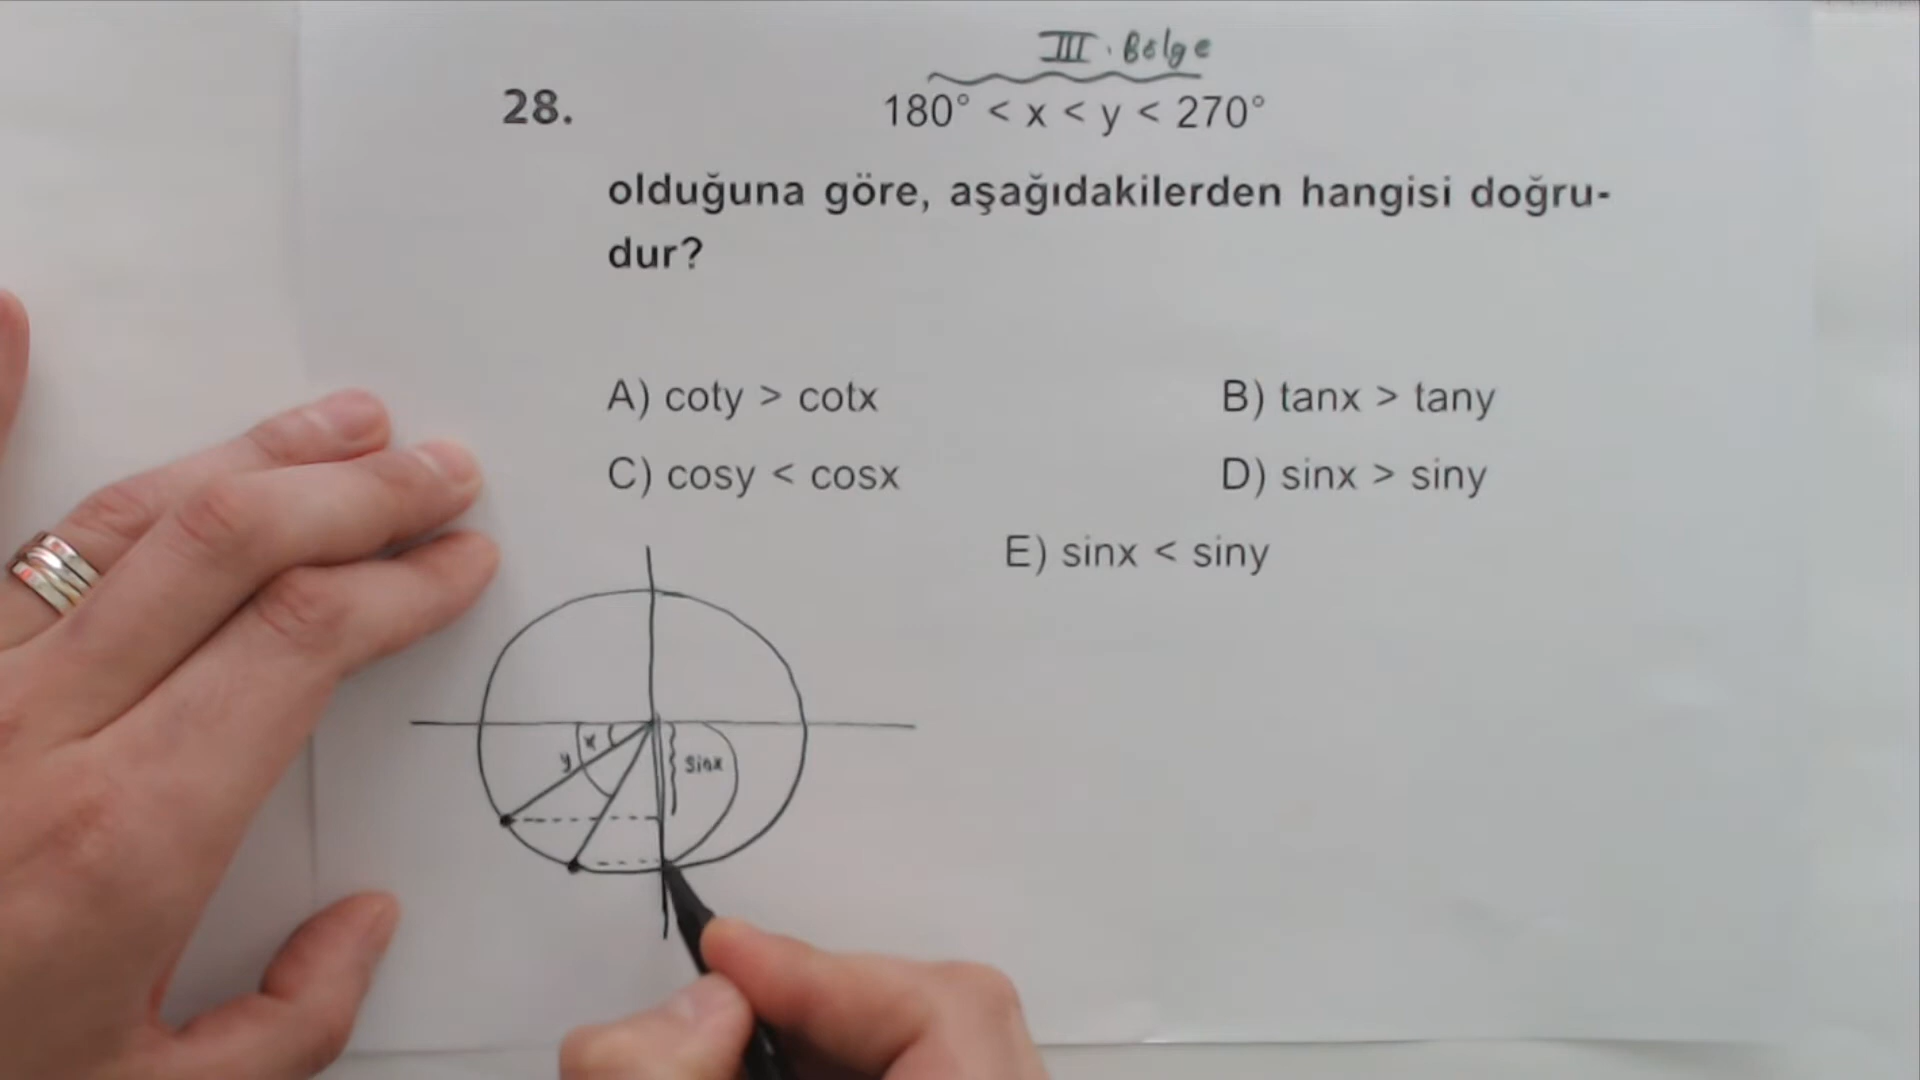 III. Bölge
28. 180° < x < y < 270°
olduğuna göre, aşağıdakilerden hangisi doğru-
dur?
A) coty > cotx B) tanx > tany
C) cosy < cosx D) sinx > siny
E) sinx < siny
x
y
sinx